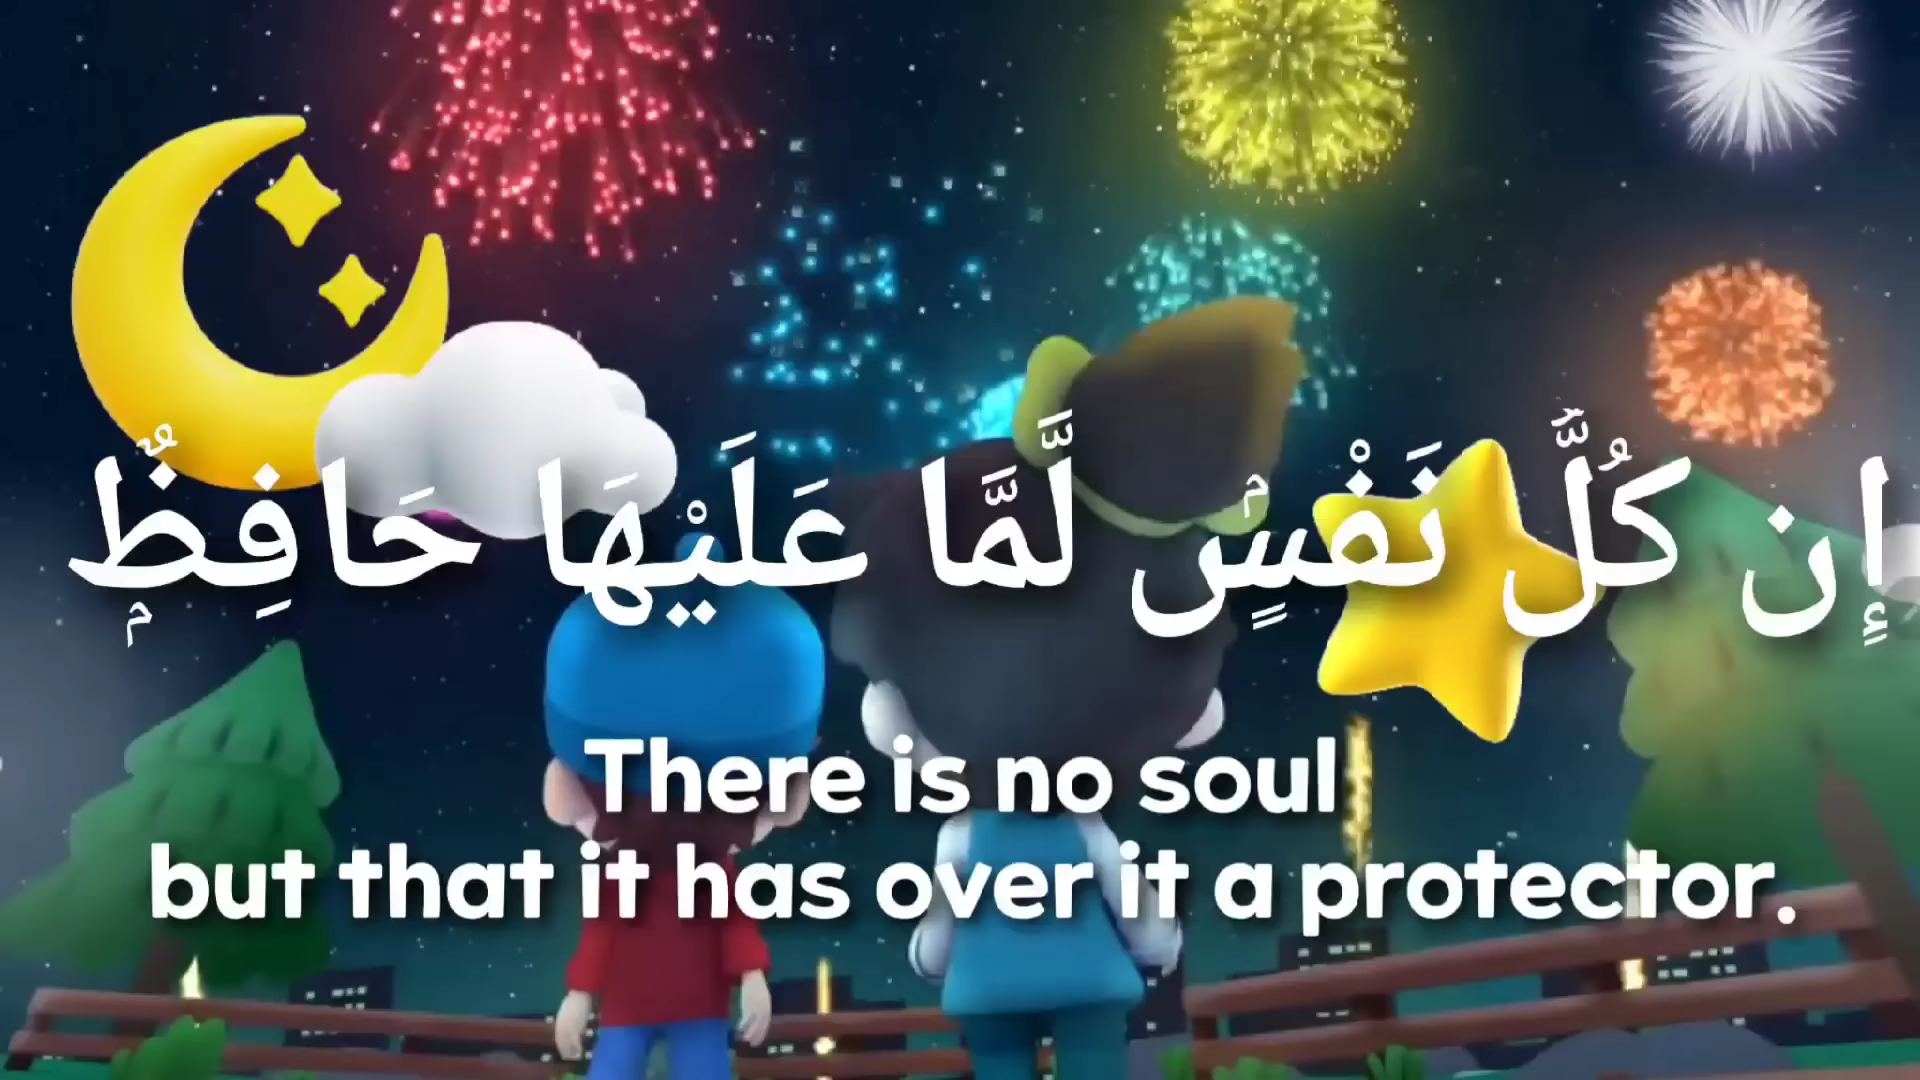 إِن كُلُّ نَفْسٍۢ لَّمَّا عَلَيْهَا حَافِظٌۭ
There is no soul
but that it has over it a protector.